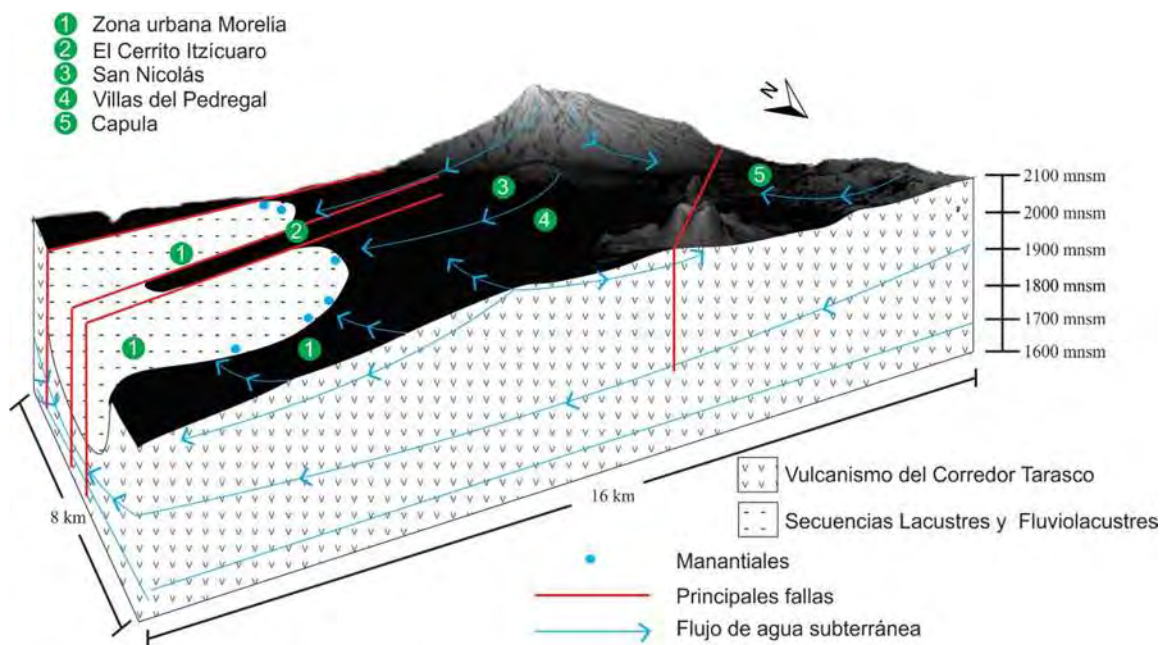 1 Zona urbana Morelia
2 El Cerrito Itzícuaro
3 San Nicolás
4 Villas del Pedregal
5 Capula
N
5
3
4
2
1
1
1
2100 mnsm
2000 mnsm
1900 mnsm
1800 mnsm
1700 mnsm
1600 mnsm
8 km
16 km
Vulcanismo del Corredor Tarasco
Secuencias Lacustres y Fluviolacustres
Manantiales
Principales fallas
Flujo de agua subterránea